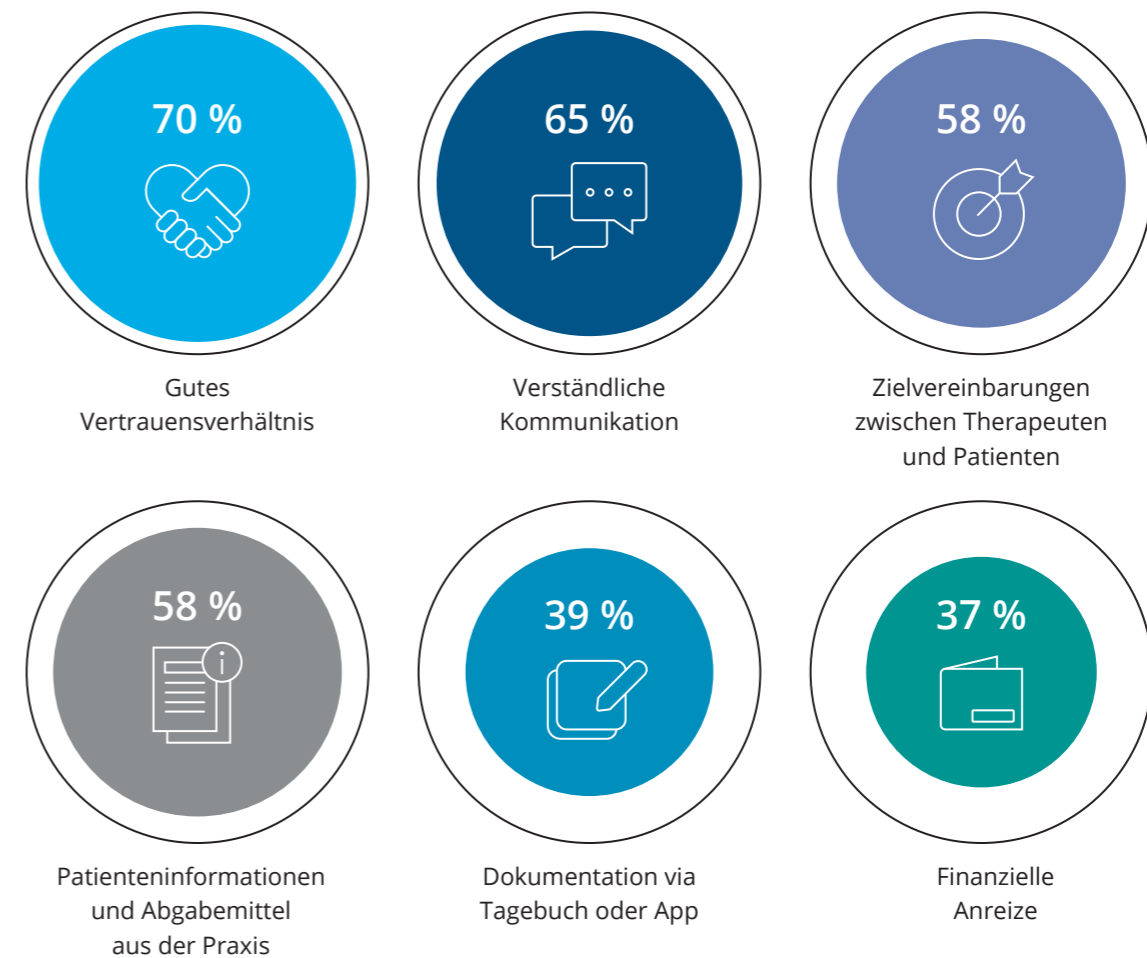 70 %
65 %
58 %
Gutes
Vertrauensverhältnis
Verständliche
Kommunikation
Zielvereinbarungen
zwischen Therapeuten
und Patienten
58 %
i
39 %
37 %
Patienteninformationen
und Abgabemittel
aus der Praxis
Dokumentation via
Tagebuch oder App
Finanzielle
Anreize